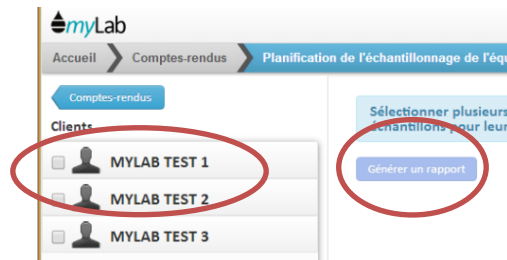 myLab
Accueil Comptes-rendus Planification de l'échantillonnage de l'équ
Comptes-rendus
Clients
MYLAB TEST 1
MYLAB TEST 2
MYLAB TEST 3
Sélectionner plusieurs
échantillons pour leur
Générer un rapport